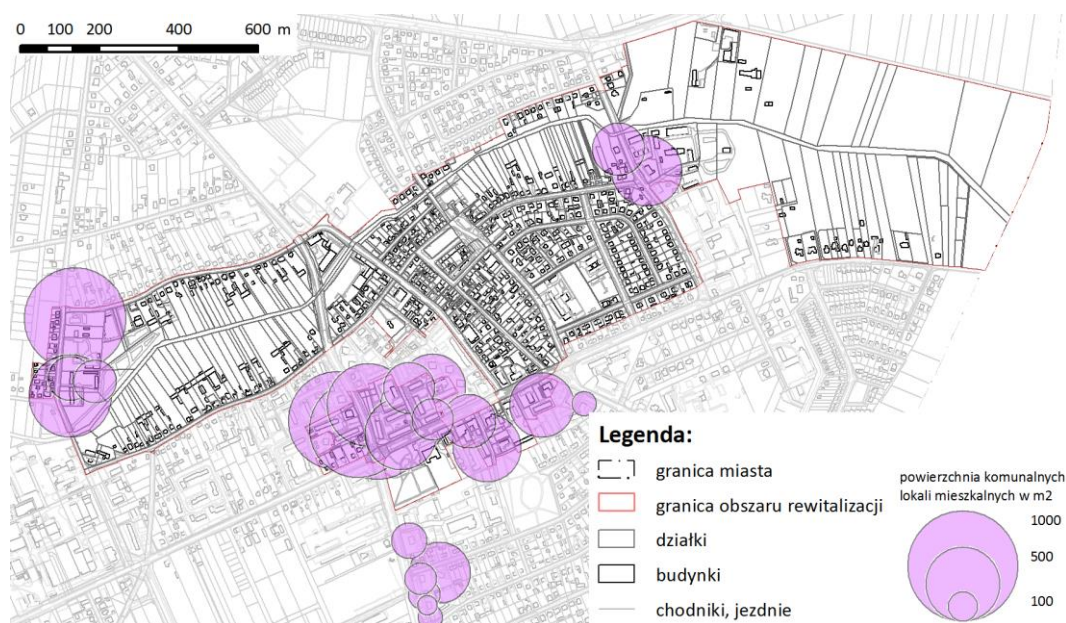 0 100 200 400 600 m
Legenda:
granica miasta
granica obszaru rewitalizacji
działki
budynki
chodniki, jezdnie
powierzchnia komunalnych
lokali mieszkalnych w m2
1000
500
100